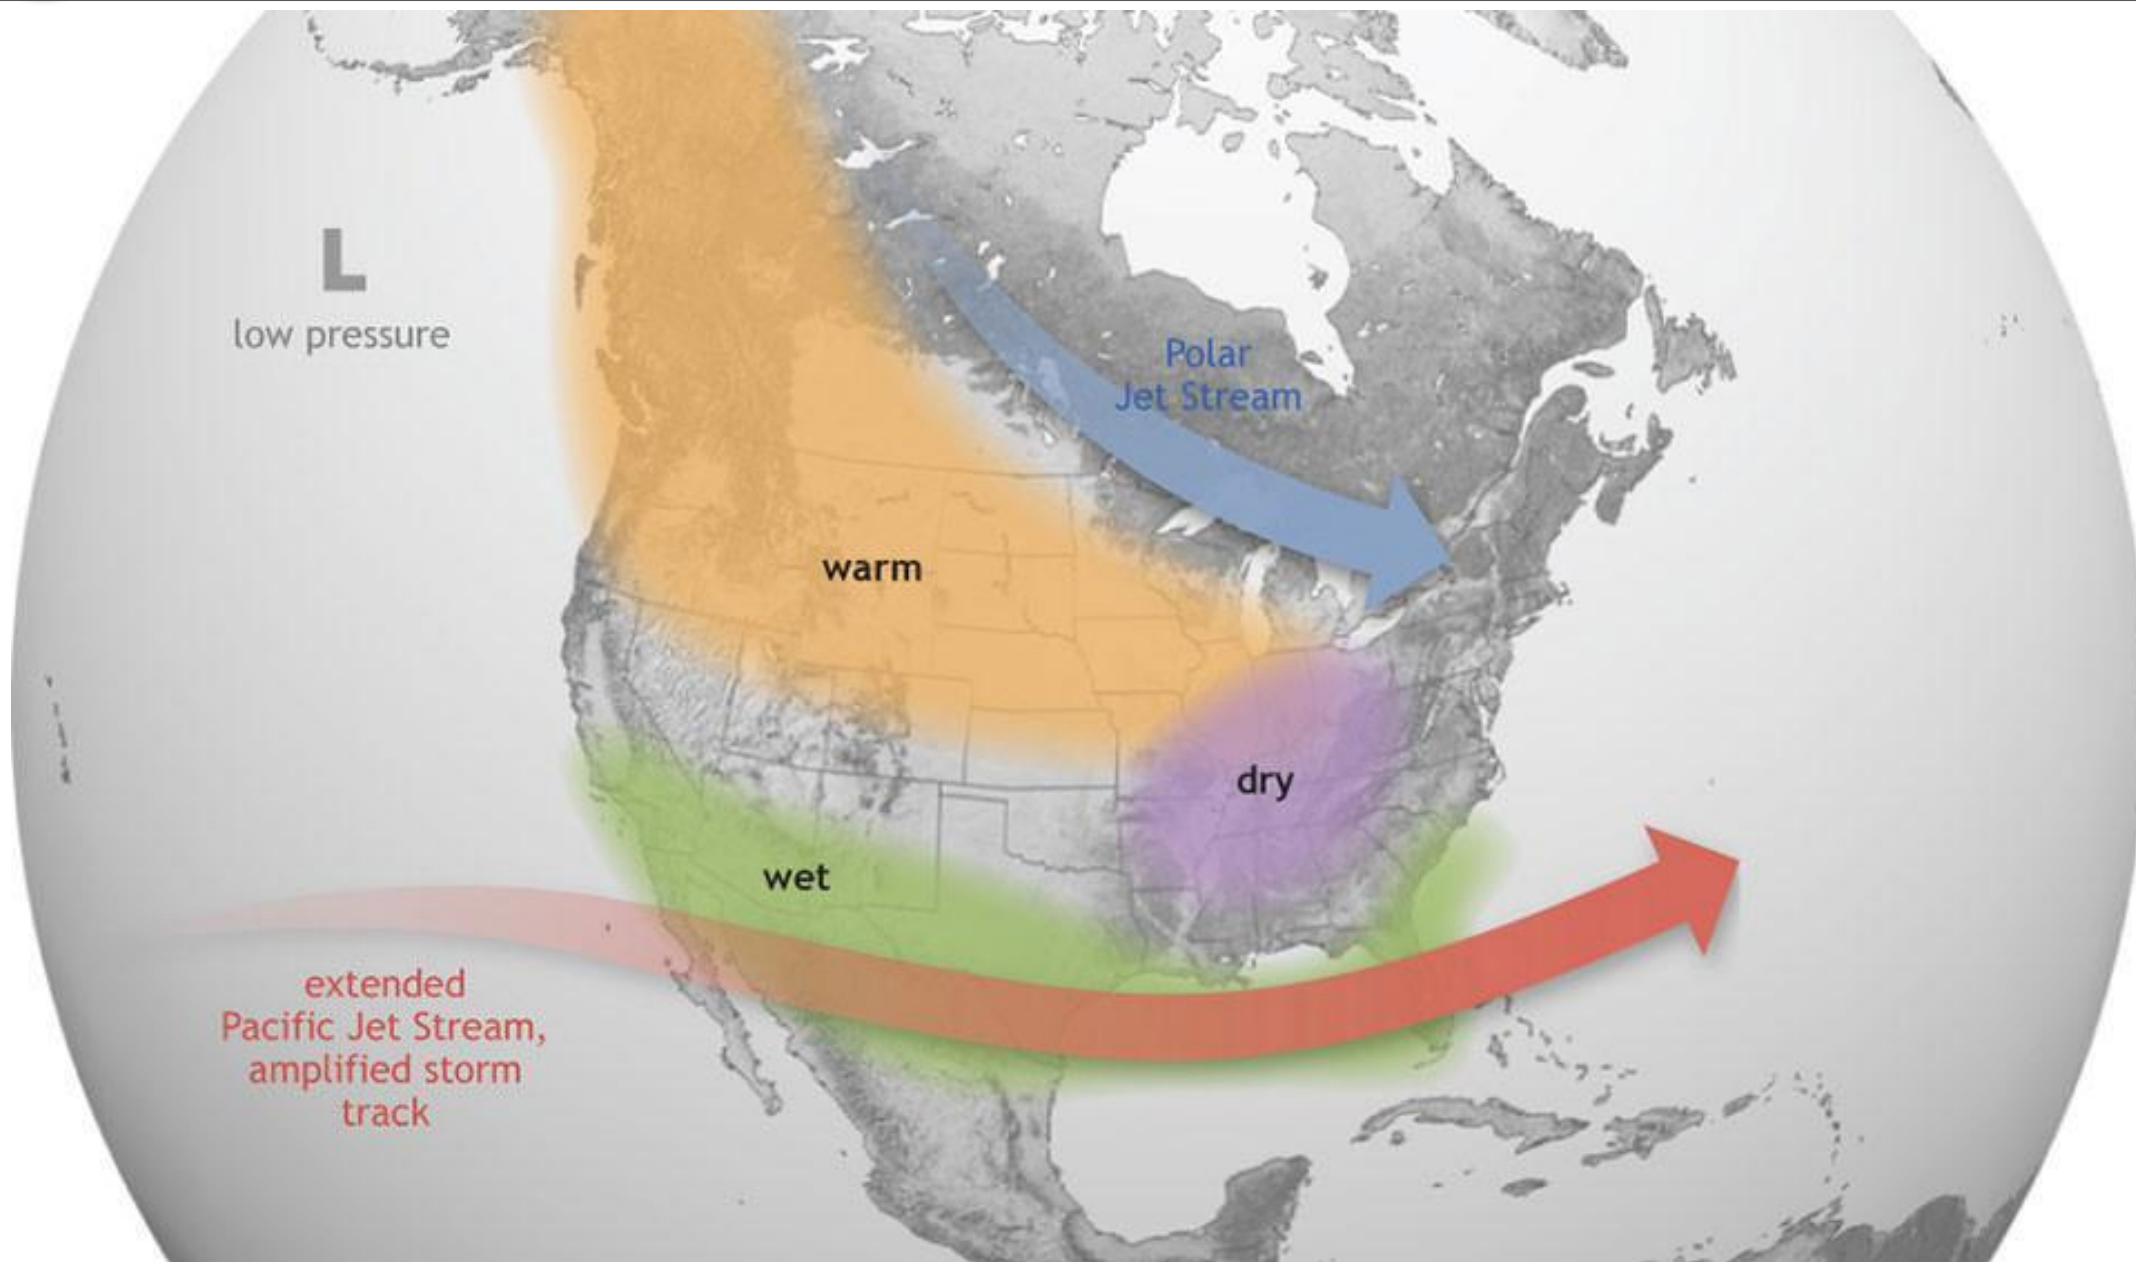 L
low pressure
Polar
Jet Stream
warm
dry
wet
extended
Pacific Jet Stream,
amplified storm
track